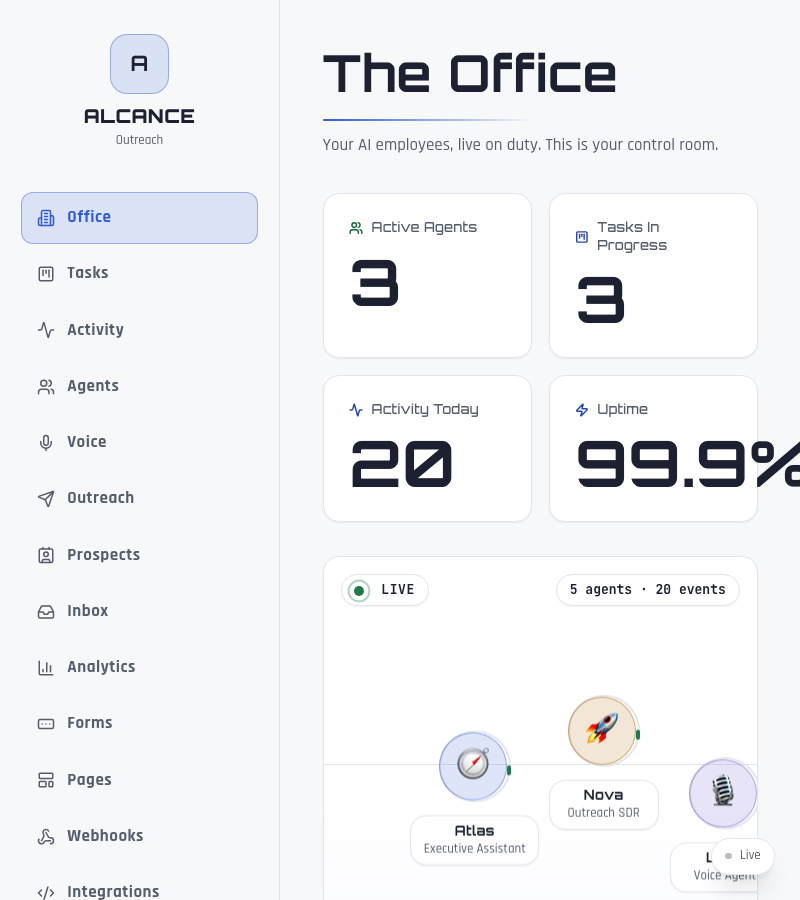 A
ALCANCE
Outreach
Office
Tasks
Activity
Agents
Voice
Outreach
Prospects
Inbox
Analytics
Forms
Pages
Webhooks
Integrations
The Office
Your AI employees, live on duty. This is your control room.
Active Agents
3
Tasks In
Progress
3
Activity Today
20
Uptime
99.9%
LIVE
5 agents · 20 events
Atlas
Executive Assistant
Nova
Outreach SDR
Voice Agent
Live